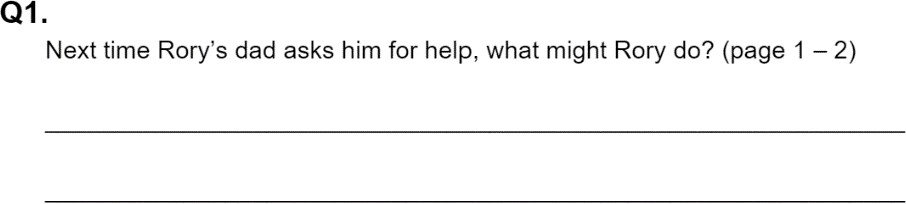 Q1.
Next time Rory’s dad asks him for help, what might Rory do? (page 1 – 2)